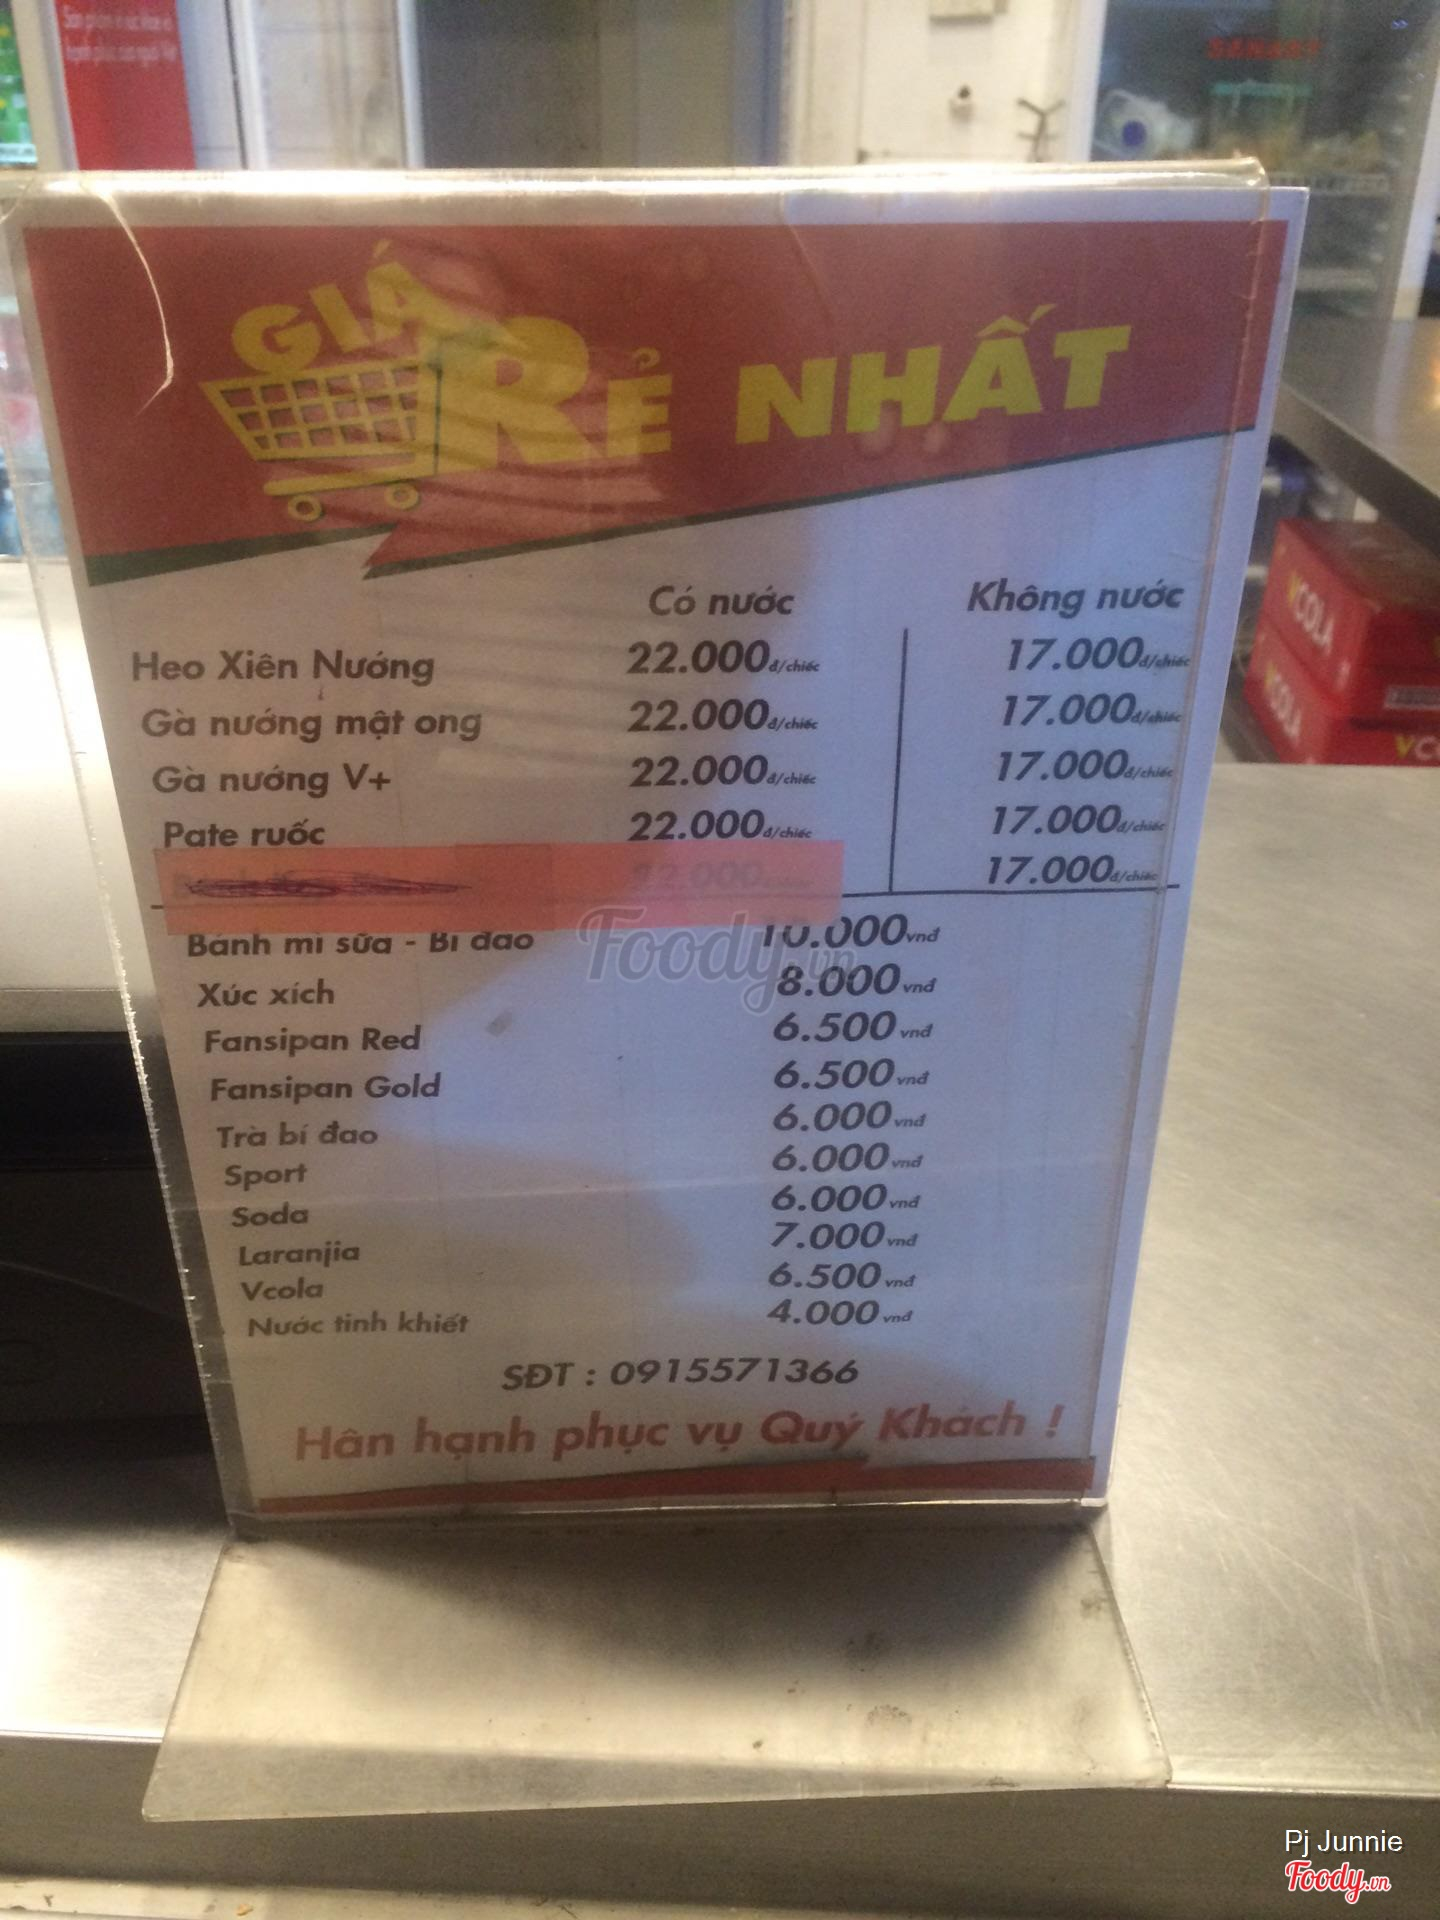 GIÁ RẺ NHẤT
Có nước Không nước
Heo Xiên Nướng 22.000đ/chiếc 17.000đ/chiếc
Gà nướng mật ong 22.000đ/chiếc 17.000đ/chiếc
Gà nướng V+ 22.000đ/chiếc 17.000đ/chiếc
Pate ruốc 22.000đ/chiếc 17.000đ/chiếc
22.000 17.000đ/chiếc
Bánh mì sữa - Bí đao 10.000vnđ
Xúc xích 8.000vnđ
Fansipan Red 6.500vnđ
Fansipan Gold 6.500vnđ
Trà bí đao 6.000vnđ
Sport 6.000vnđ
Soda 6.000vnđ
Laranjia 7.000vnđ
Vcola 6.500vnđ
Nước tinh khiết 4.000vnđ
SĐT : 0915571366
Hân hạnh phục vụ Quý Khách !
VCOLA
VCOLA
Foody.vn
Pj Junnie
Foody.vn